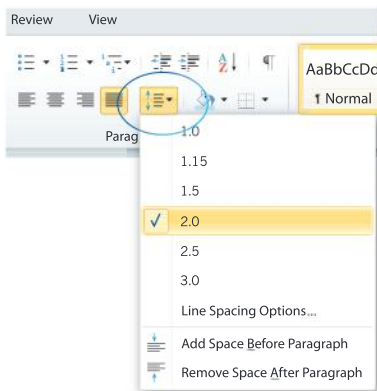 Review View
AaBbCcDc
¶ Normal
Parag
1.0
1.15
1.5
2.0
2.5
3.0
Line Spacing Options...
Add Space Before Paragraph
Remove Space After Paragraph